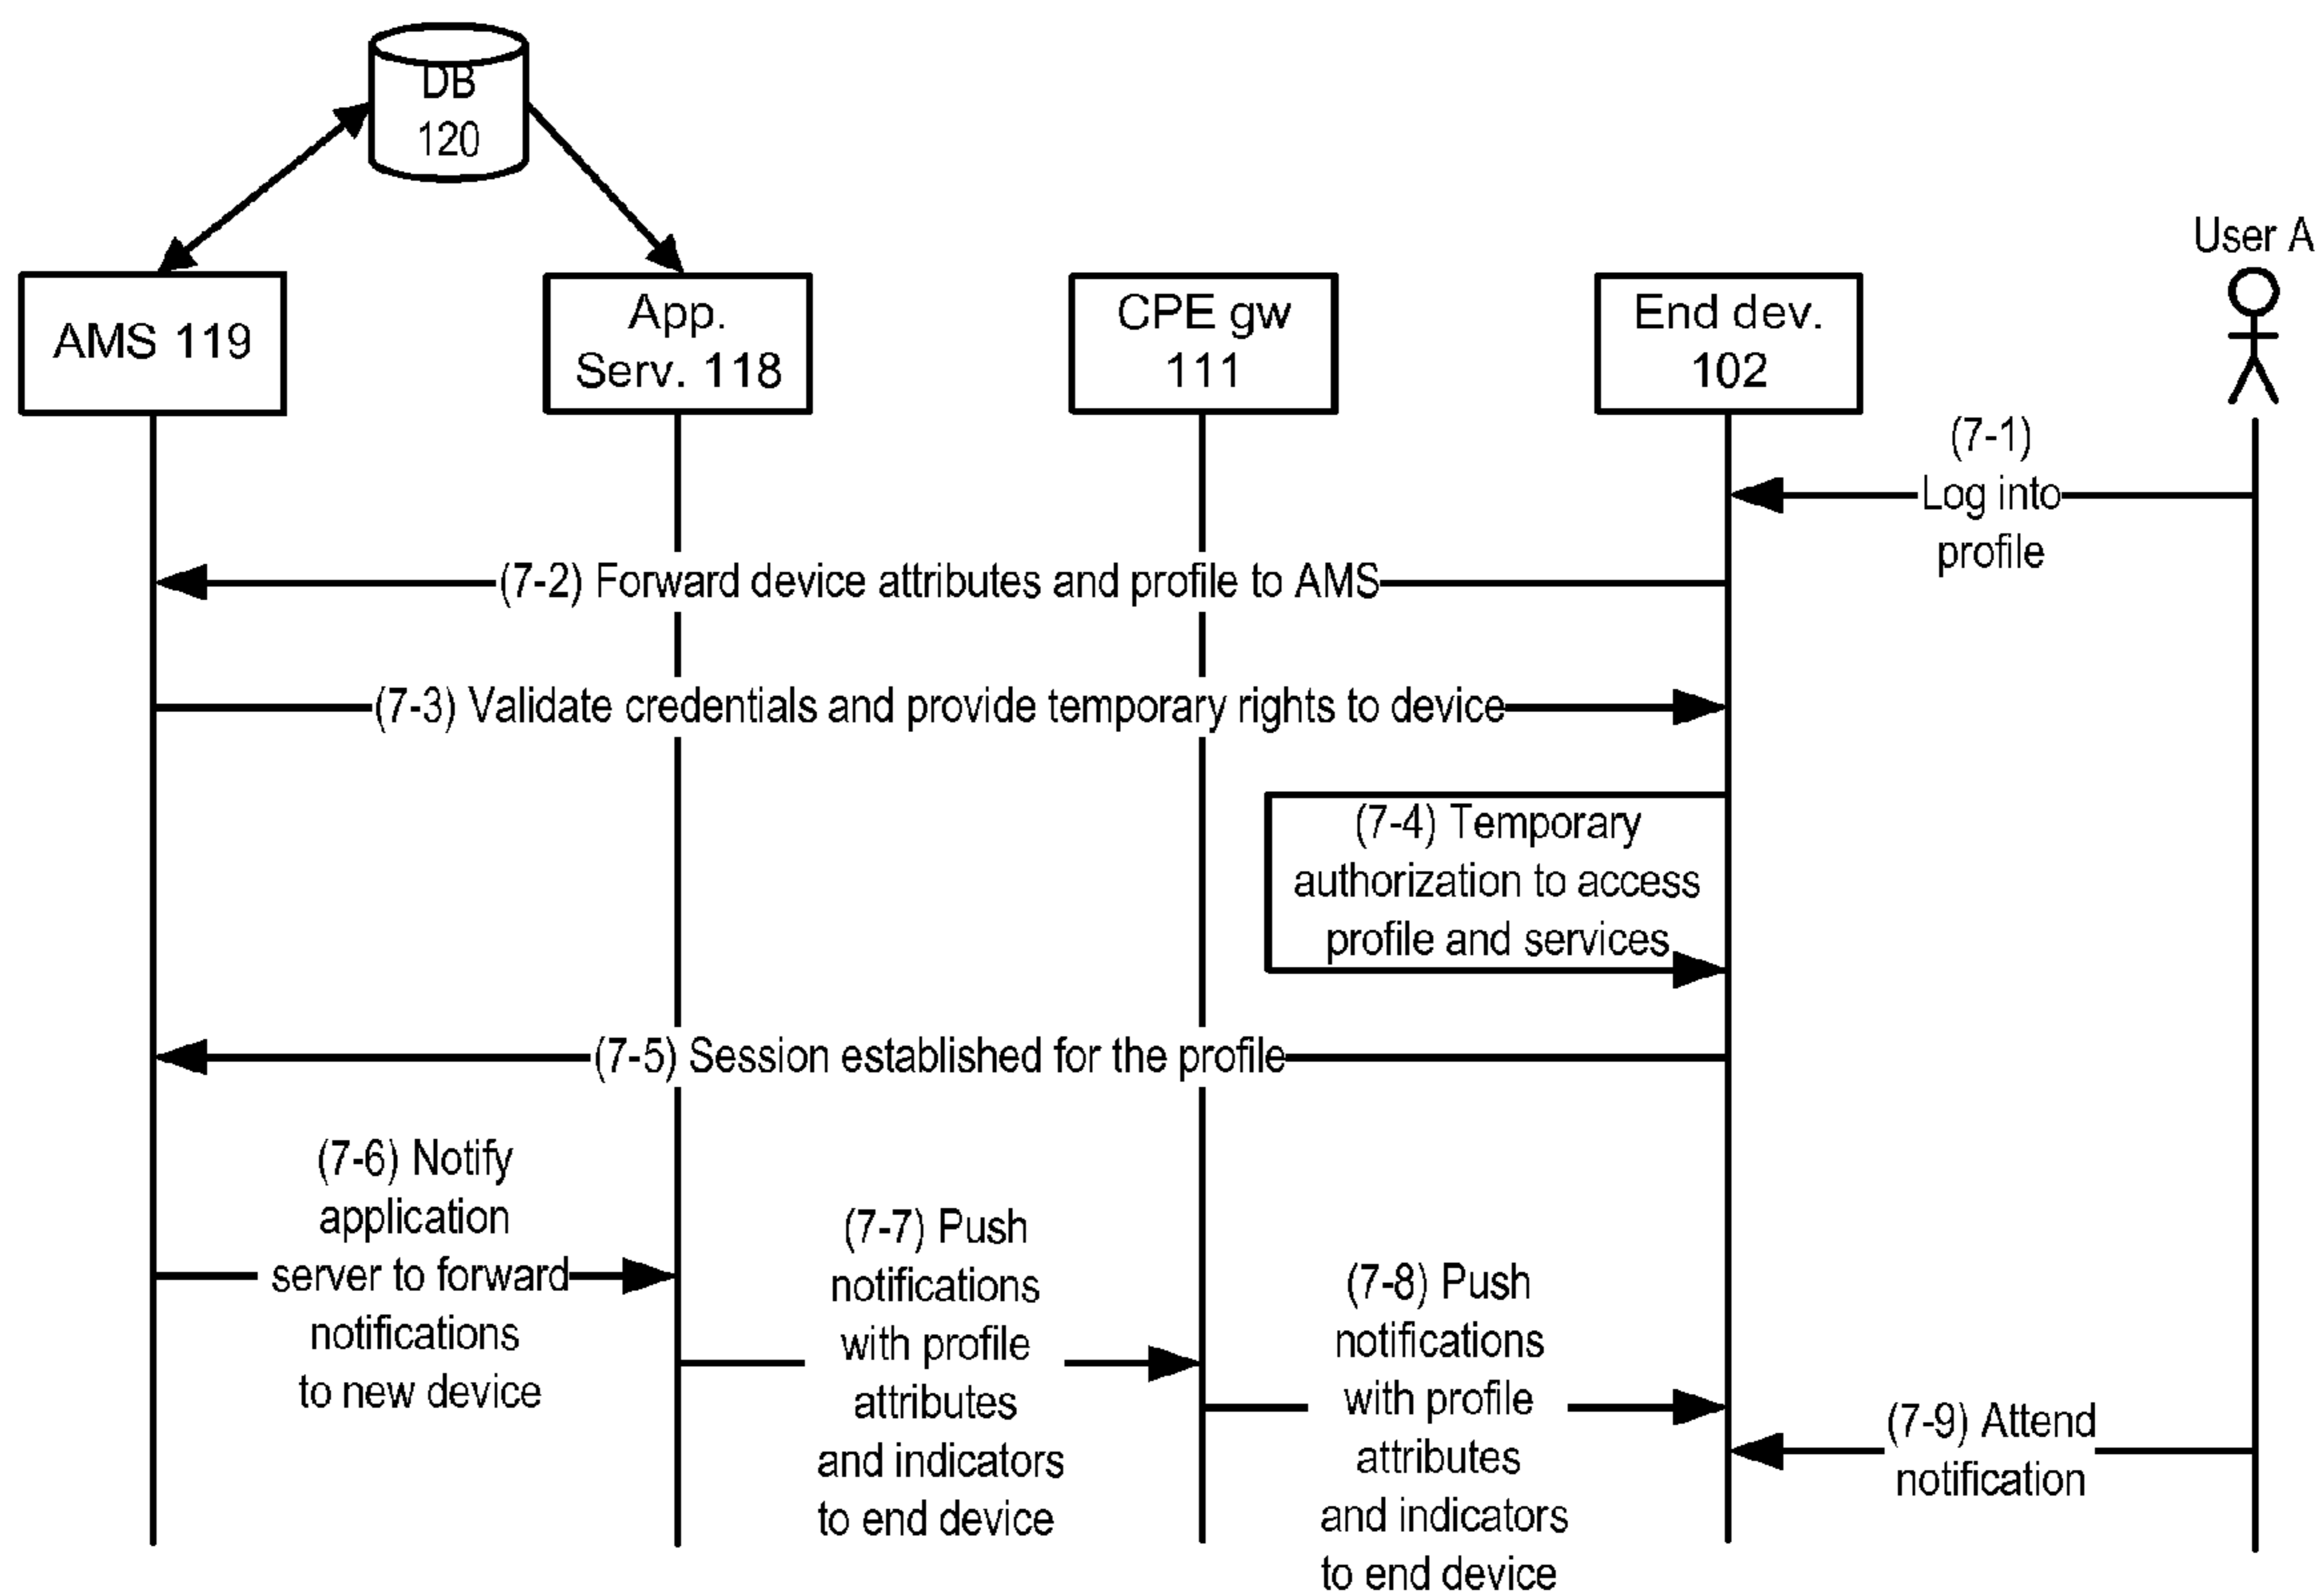 DB
120
User A
AMS 119
App.
Serv. 118
CPE gw
111
End dev.
102
(7-1)
Log into
profile
(7-2) Forward device attributes and profile to AMS
(7-3) Validate credentials and provide temporary rights to device
(7-4) Temporary
authorization to access
profile and services
(7-5) Session established for the profile
(7-6) Notify
application
server to forward
notifications
to new device
(7-7) Push
notifications
with profile
attributes
and indicators
to end device
(7-8) Push
notifications
with profile
attributes
and indicators
to end device
(7-9) Attend
notification